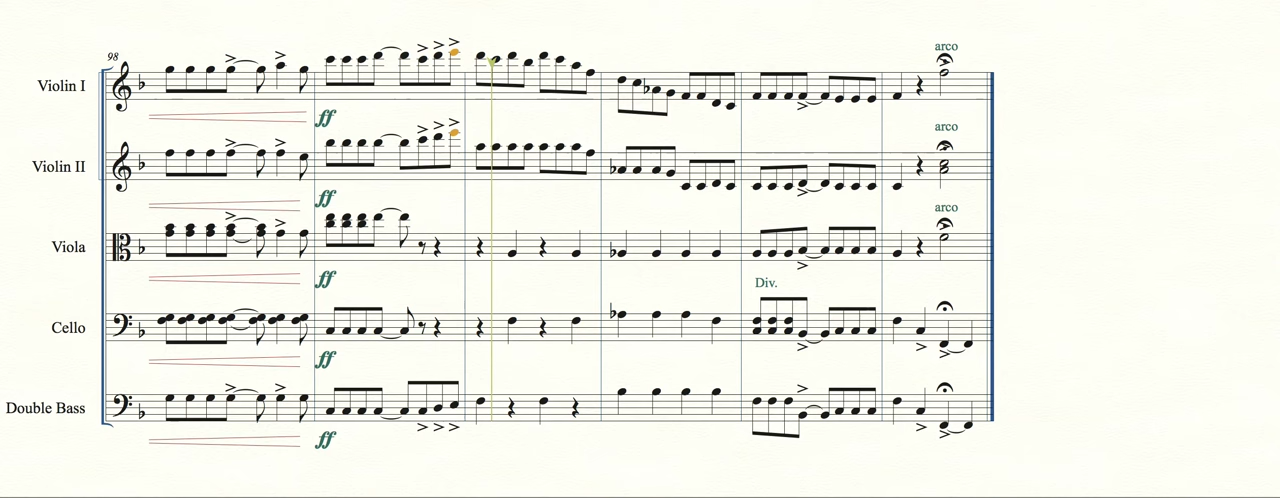 98
arco
Violin I
ff
arco
Violin II
ff
arco
Viola
ff
Div.
Cello
ff
Double Bass
ff